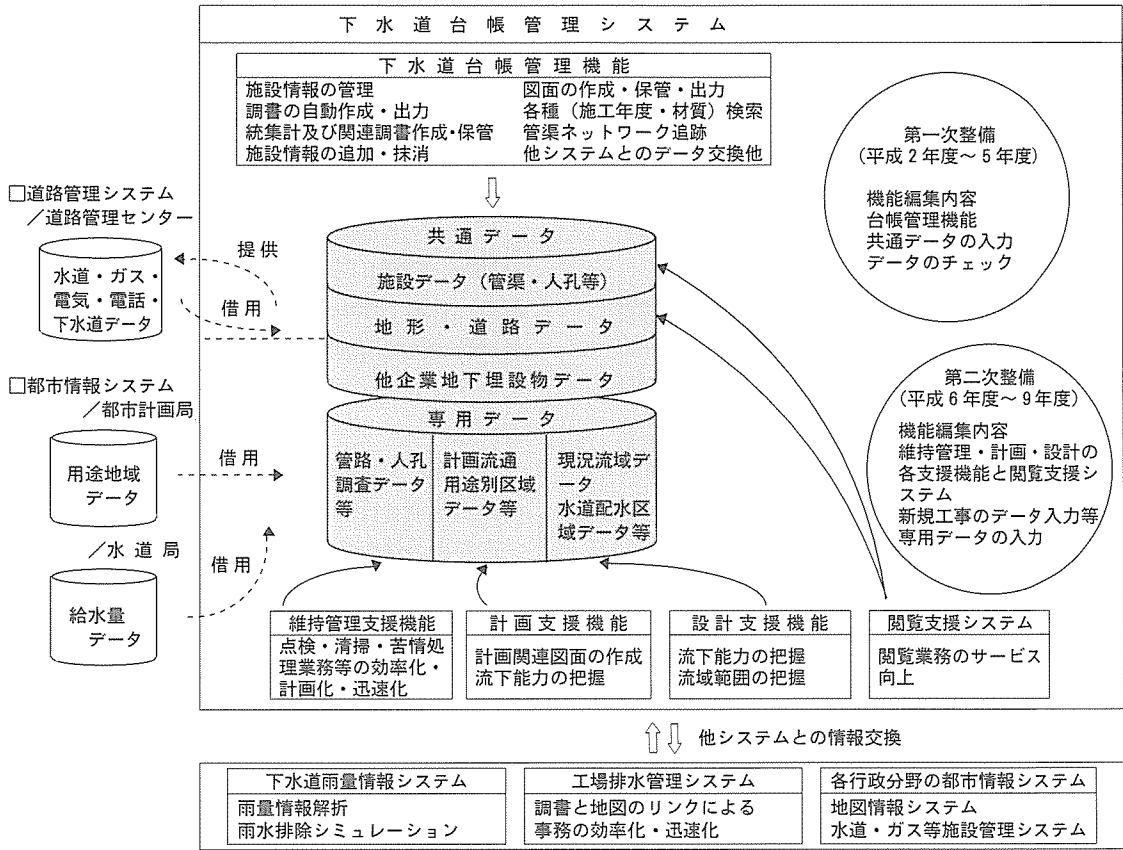 下水道台帳管理システム
下水道台帳管理機能
施設情報の管理
調書の自動作成・出力
統集計及び関連調書作成・保管
施設情報の追加・抹消
図面の作成・保管・出力
各種（施工年度・材質）検索
管渠ネットワーク追跡
他システムとのデータ交換他
第一次整備
（平成２年度～５年度）
機能編集内容
台帳管理機能
共通データの入力
データのチェック
□道路管理システム
／道路管理センター
水道・ガス・
電気・電話・
下水道データ
提供
借用
共通データ
施設データ（管渠・人孔等）
地形・道路データ
他企業地下埋設物データ
専用データ
管路・人孔
調査データ
等
計画流通
用途別区域
データ等
現況流域デ
ータ
水道配水区
域データ等
□都市情報システム
／都市計画局
用途地域
データ
借用
／水道局
給水量
データ
借用
第二次整備
（平成６年度～９年度）
機能編集内容
維持管理・計画・設計の
各支援機能と閲覧支援シ
ステム
新規工事のデータ入力等
専用データの入力
維持管理支援機能
点検・清掃・苦情処
理業務等の効率化・
計画化・迅速化
計画支援機能
計画関連図面の作成
流下能力の把握
設計支援機能
流下能力の把握
流域範囲の把握
閲覧支援システム
閲覧業務のサービス
向上
他システムとの情報交換
下水道雨量情報システム
雨量情報解折
雨水排除シミュレーション
工場排水管理システム
調書と地図のリンクによる
事務の効率化・迅速化
各行政分野の都市情報システム
地図情報システム
水道・ガス等施設管理システム